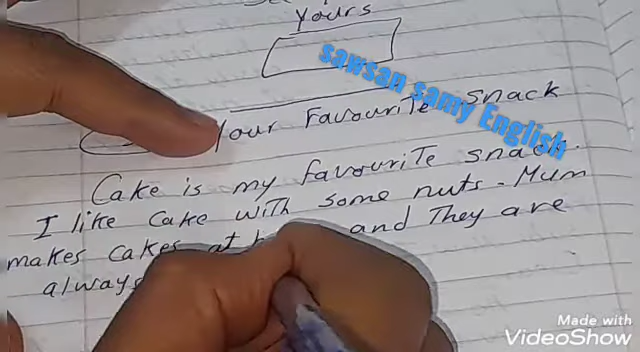 Yours
sawsan samy English
Your Favourite snack
Cake is my favourite snack.
I like cake with some nuts. Mum
makes cakes at and They are
always
Made with
VideoShow